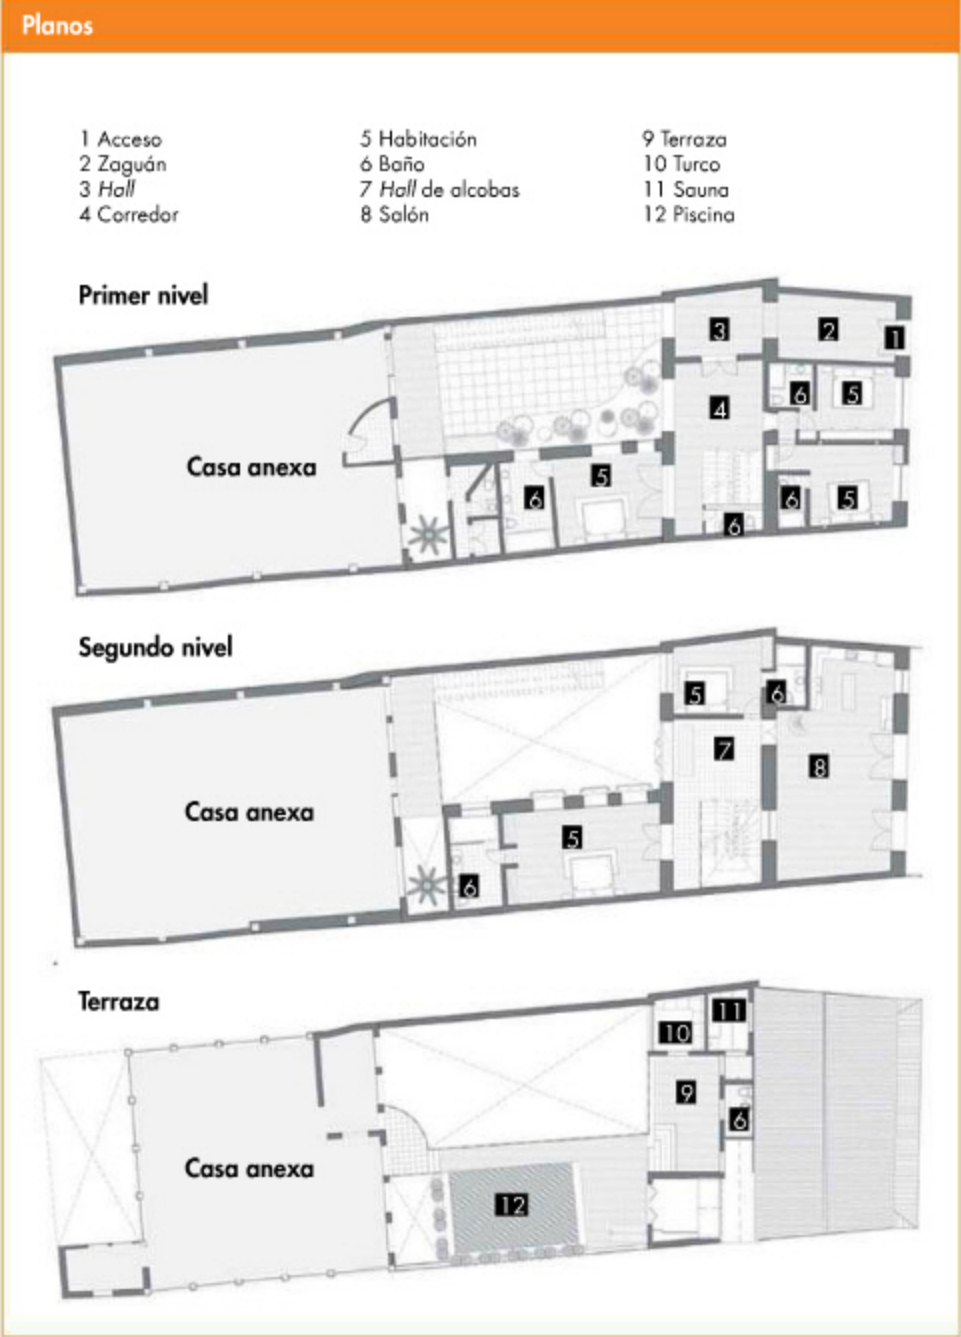 Planos
1 Acceso
2 Zaguán
3 Hall
4 Corredor
5 Habitación
6 Baño
7 Hall de alcobas
8 Salón
9 Terraza
10 Turco
11 Sauna
12 Piscina
Primer nivel
3
2
1
4
6
5
Casa anexa
5
6
6
5
6
Segundo nivel
5
6
7
8
Casa anexa
5
6
Terraza
11
10
9
6
Casa anexa
12